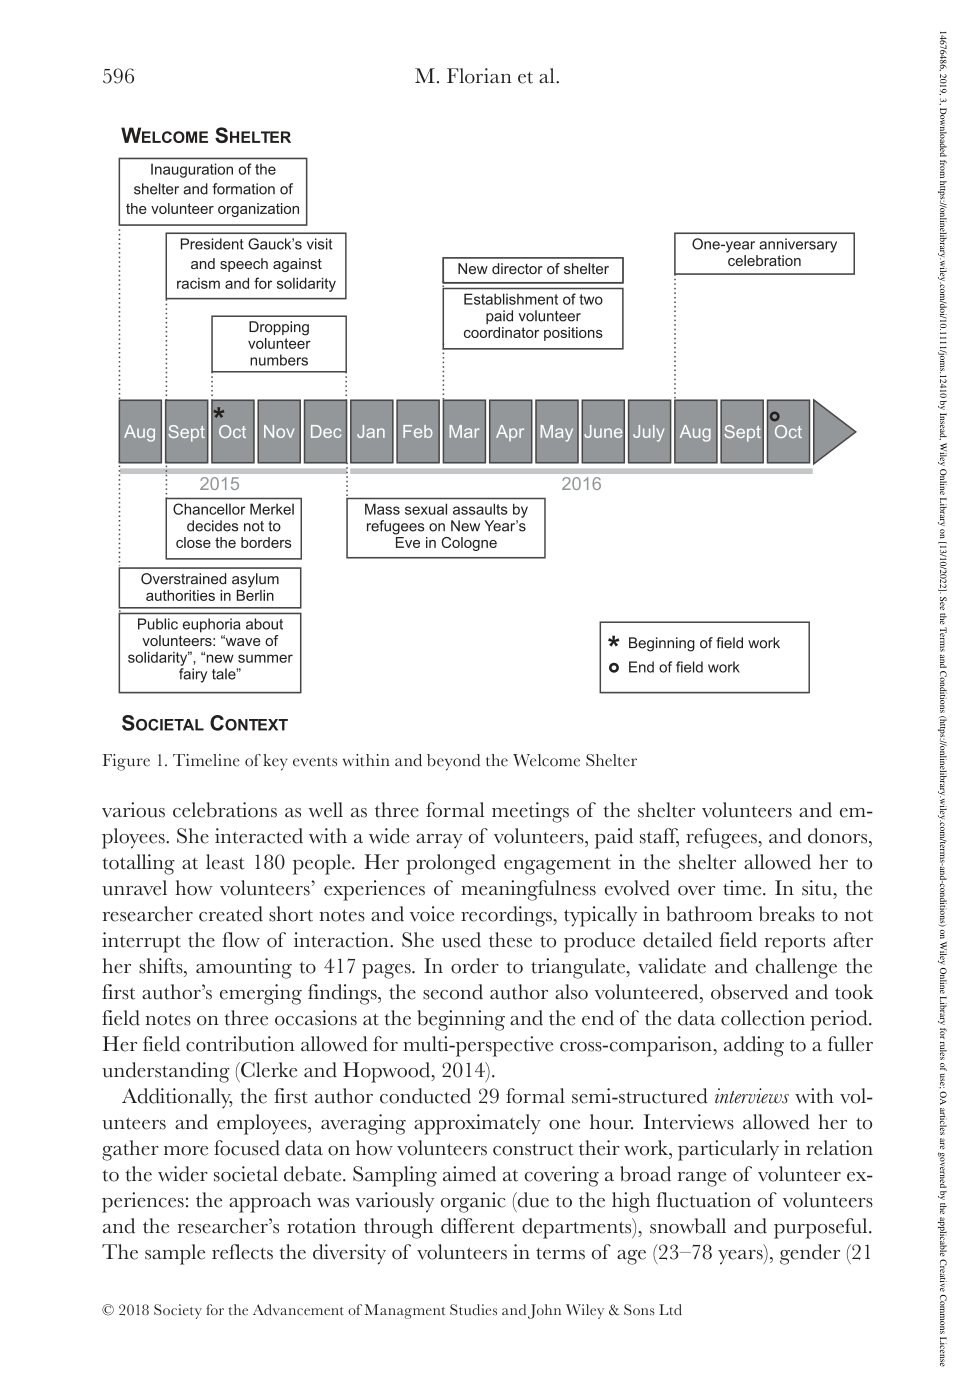 596
M. Florian et al.
WELCOME SHELTER
Inauguration of the
shelter and formation of
the volunteer organization
President Gauck's visit
and speech against
racism and for solidarity
Dropping
volunteer
numbers
New director of shelter
Establishment of two
paid volunteer
coordinator positions
One-year anniversary
celebration
* Aug Sept Oct Nov Dec Jan Feb Mar Apr May June July Aug Sept Oct
2015
2016
Chancellor Merkel
decides not to
close the borders
Mass sexual assaults by
refugees on New Year's
Eve in Cologne
Overstrained asylum
authorities in Berlin
Public euphoria about
volunteers: “wave of
solidarity”, “new summer
fairy tale”
* Beginning of field work
o End of field work
SOCIETAL CONTEXT
Figure 1. Timeline of key events within and beyond the Welcome Shelter
various celebrations as well as three formal meetings of the shelter volunteers and em-
ployees. She interacted with a wide array of volunteers, paid staff, refugees, and donors,
totalling at least 180 people. Her prolonged engagement in the shelter allowed her to
unravel how volunteers' experiences of meaningfulness evolved over time. In situ, the
researcher created short notes and voice recordings, typically in bathroom breaks to not
interrupt the flow of interaction. She used these to produce detailed field reports after
her shifts, amounting to 417 pages. In order to triangulate, validate and challenge the
first author's emerging findings, the second author also volunteered, observed and took
field notes on three occasions at the beginning and the end of the data collection period.
Her field contribution allowed for multi-perspective cross-comparison, adding to a fuller
understanding (Clerke and Hopwood, 2014).
Additionally, the first author conducted 29 formal semi-structured interviews with vol-
unteers and employees, averaging approximately one hour. Interviews allowed her to
gather more focused data on how volunteers construct their work, particularly in relation
to the wider societal debate. Sampling aimed at covering a broad range of volunteer ex-
periences: the approach was variously organic (due to the high fluctuation of volunteers
and the researcher's rotation through different departments), snowball and purposeful.
The sample reflects the diversity of volunteers in terms of age (23–78 years), gender (21
© 2018 Society for the Advancement of Managment Studies and John Wiley & Sons Ltd
14676486, 2019, 3, Downloaded from https://onlinelibrary.wiley.com/doi/10.1111/joms.12410 by Insead, Wiley Online Library on [13/10/2022]. See the Terms and Conditions (https://onlinelibrary.wiley.com/terms-and-conditions) on Wiley Online Library for rules of use; OA articles are governed by the applicable Creative Commons License